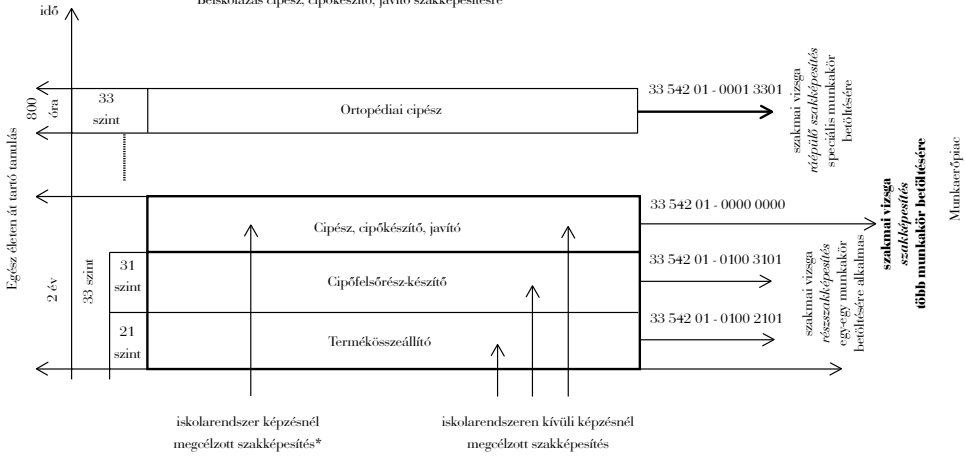 Beiskolázás cipész, cipőkészítő, javító szakképesítésre
idő
800
óra
33
szint
Ortopédiai cipész
33 542 01 - 0001 3301
szakmai vizsga
ráépülő szakképesítés
speciális munkakör
betöltésére
Egész életen át tartó tanulás
2 év
33 szint
Cipész, cipőkészítő, javító
33 542 01 - 0000 0000
szakmai vizsga
szakképesítés
több munkakör betöltésére
Munkaerőpiac
31
szint
Cipőfelsőrész-készítő
33 542 01 - 0100 3101
21
szint
Termékösszeállító
33 542 01 - 0100 2101
szakmai vizsga
részszakképesítés
egy-egy munkakör
betöltésére alkalmas
iskolarendszer képzésnél
megcélzott szakképesítés*
iskolarendszeren kívüli képzésnél
megcélzott szakképesítés